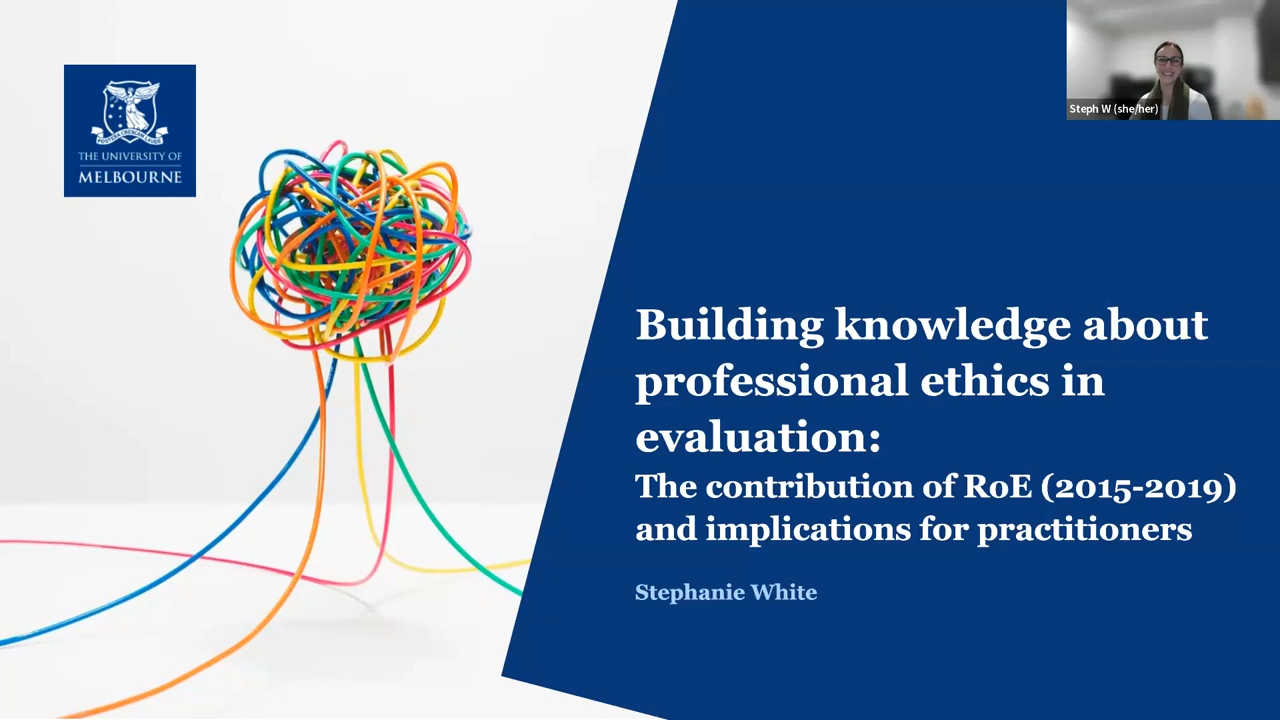 THE UNIVERSITY OF
MELBOURNE
Steph W (she/her)
Building knowledge about
professional ethics in
evaluation:
The contribution of RoE (2015-2019)
and implications for practitioners
Stephanie White